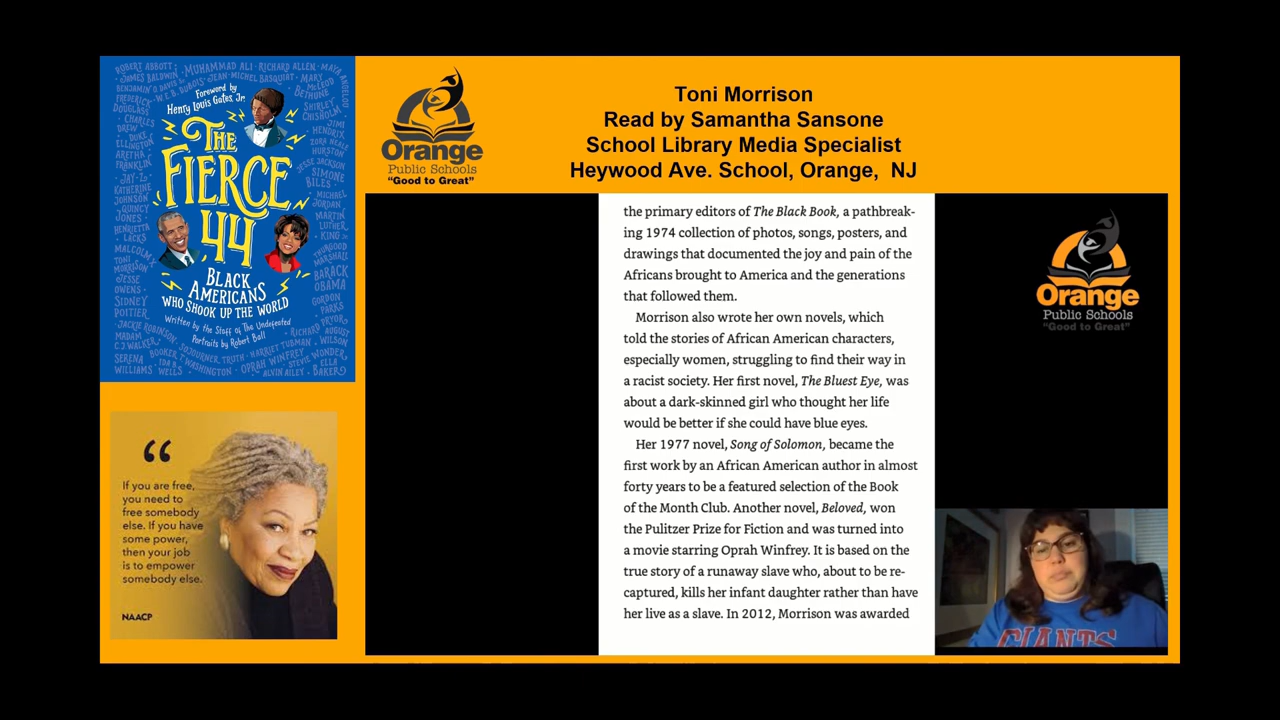 Foreword by
Henry Louis Gates, Jr.
THE
FIERCE
44
BLACK
AMERICANS
WHO SHOOK UP THE WORLD
Written by the Staff of The Undefeated
Portraits by Robert Ball
Orange
Public Schools
“Good to Great”
Toni Morrison
Read by Samantha Sansone
School Library Media Specialist
Heywood Ave. School, Orange, NJ
the primary editors of The Black Book, a pathbreak-
ing 1974 collection of photos, songs, posters, and
drawings that documented the joy and pain of the
Africans brought to America and the generations
that followed them.
Morrison also wrote her own novels, which
told the stories of African American characters,
especially women, struggling to find their way in
a racist society. Her first novel, The Bluest Eye, was
about a dark-skinned girl who thought her life
would be better if she could have blue eyes.
Her 1977 novel, Song of Solomon, became the
first work by an African American author in almost
forty years to be a featured selection of the Book
of the Month Club. Another novel, Beloved, won
the Pulitzer Prize for Fiction and was turned into
a movie starring Oprah Winfrey. It is based on the
true story of a runaway slave who, about to be re-
captured, kills her infant daughter rather than have
her live as a slave. In 2012, Morrison was awarded
Orange
Public Schools
"Good to Great"
“
If you are free,
you need to
free somebody
else. If you have
some power,
then your job
is to empower
somebody else.
NAACP
GIANTS